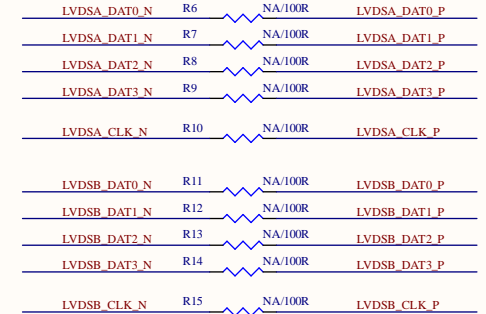 LVDSA_DAT0_N R6 NA/100R LVDSA_DAT0_P
LVDSA_DAT1_N R7 NA/100R LVDSA_DAT1_P
LVDSA_DAT2_N R8 NA/100R LVDSA_DAT2_P
LVDSA_DAT3_N R9 NA/100R LVDSA_DAT3_P
LVDSA_CLK_N R10 NA/100R LVDSA_CLK_P
LVDSB_DAT0_N R11 NA/100R LVDSB_DAT0_P
LVDSB_DAT1_N R12 NA/100R LVDSB_DAT1_P
LVDSB_DAT2_N R13 NA/100R LVDSB_DAT2_P
LVDSB_DAT3_N R14 NA/100R LVDSB_DAT3_P
LVDSB_CLK_N R15 NA/100R LVDSB_CLK_P